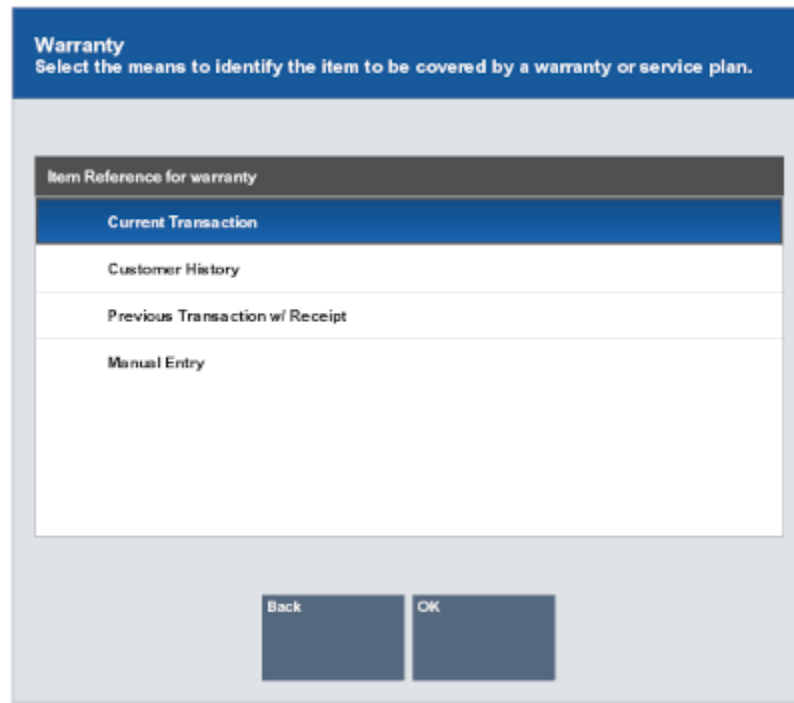 Warranty
Select the means to identify the item to be covered by a warranty or service plan.
Item Reference for warranty
Current Transaction
Customer History
Previous Transaction w/ Receipt
Manual Entry
Back
OK